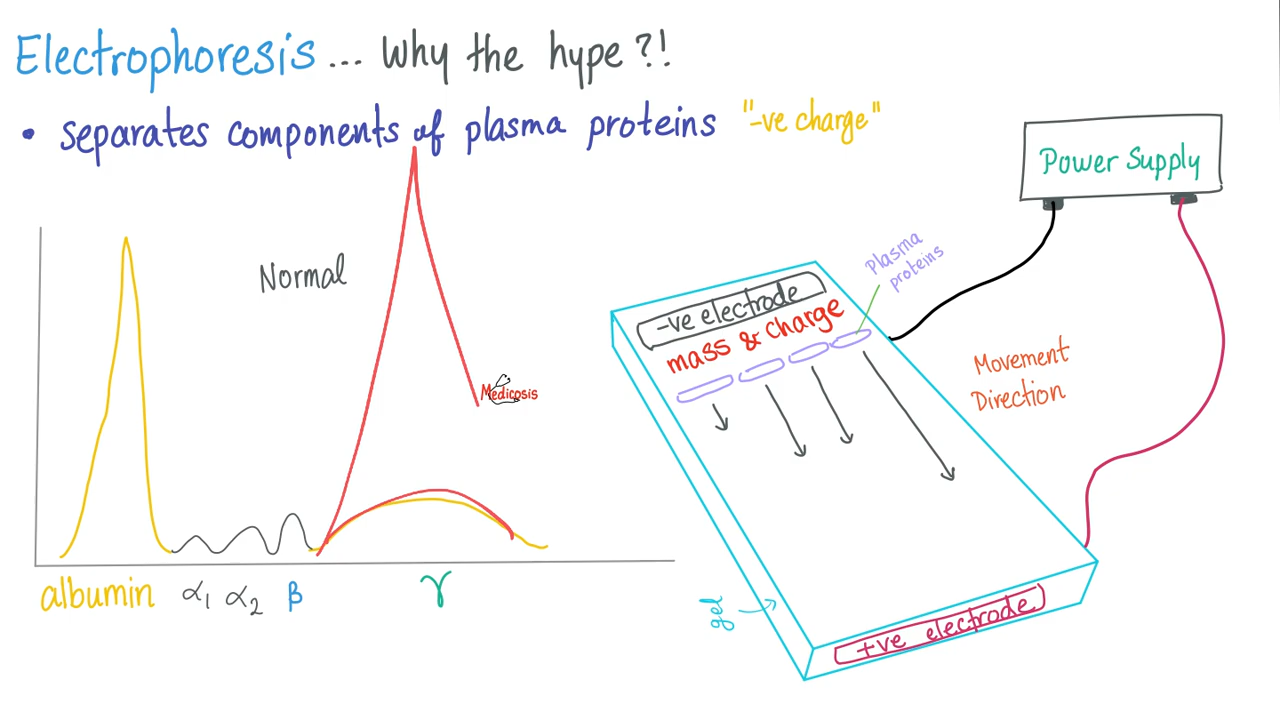 Electrophoresis ... Why the hype ?!
• separates components of plasma proteins "-ve charge"
Power Supply
Normal
Plasma
proteins
-ve electrode
mass & charge
Movement
Direction
Medicosis
albumin α1 α2 β γ
gel
+ve electrode